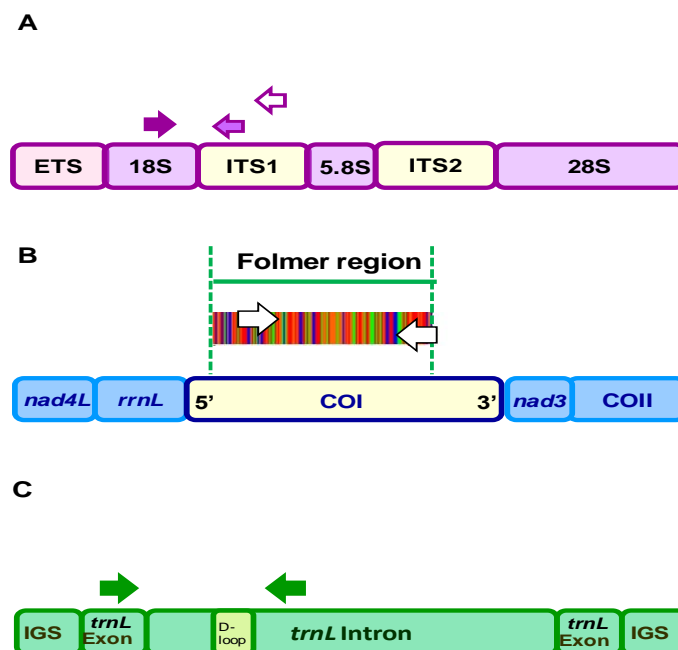 A
ETS 18S ITS1 5.8S ITS2 28S
B
Folmer region
nad4L rrnL 5’ COI 3’ nad3 COII
C
IGS trnL Exon D-loop trnL Intron trnL Exon IGS